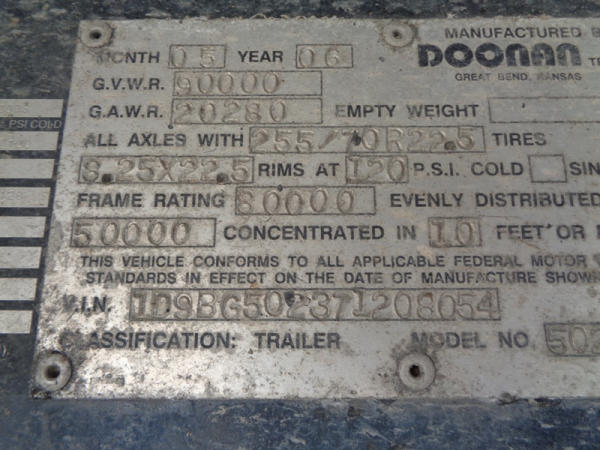 MANUFACTURED B
MONTH 05 YEAR 06 DOONAN
GREAT BEND, KANSAS
G.V.W.R. 90000
G.A.W.R. 20280 EMPTY WEIGHT
PSI COLD
ALL AXLES WITH 255/70R22.5 TIRES
8.25X22.5 RIMS AT 120 P.S.I. COLD SIN
FRAME RATING 80000 EVENLY DISTRIBUTED
50000 CONCENTRATED IN 10 FEET OR
THIS VEHICLE CONFORMS TO ALL APPLICABLE FEDERAL MOTOR
STANDARDS IN EFFECT ON THE DATE OF MANUFACTURE SHOWN
V.I.N. 1D9BG502371208054
CLASSIFICATION: TRAILER MODEL NO. 502